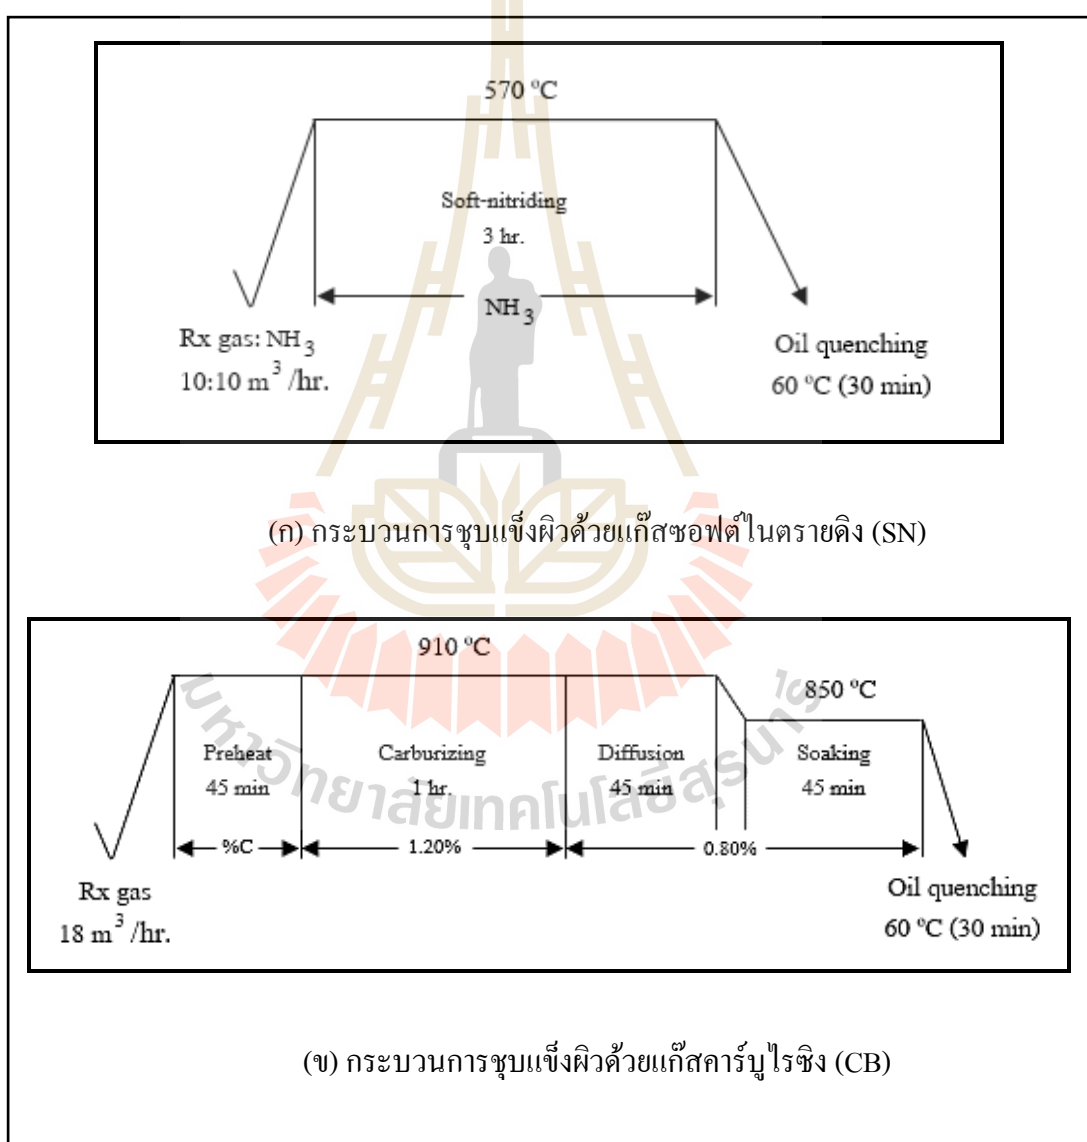 570 °C
Soft-nitriding
3 hr.
NH3
Rx gas: NH3
10:10 m3 /hr.
Oil quenching
60 °C (30 min)
(ก) กระบวนการชุบแข็งผิวด้วยแก๊สซอฟต์ไนตรายดิง (SN)
910 °C
850 °C
Preheat
45 min
Carburizing
1 hr.
Diffusion
45 min
Soaking
45 min
%C
1.20%
0.80%
Rx gas
18 m3 /hr.
Oil quenching
60 °C (30 min)
มหาวิทยาลัยเทคโนโลยีสุรนารี
(ข) กระบวนการชุบแข็งผิวด้วยแก๊สคาร์บูไรซิง (CB)